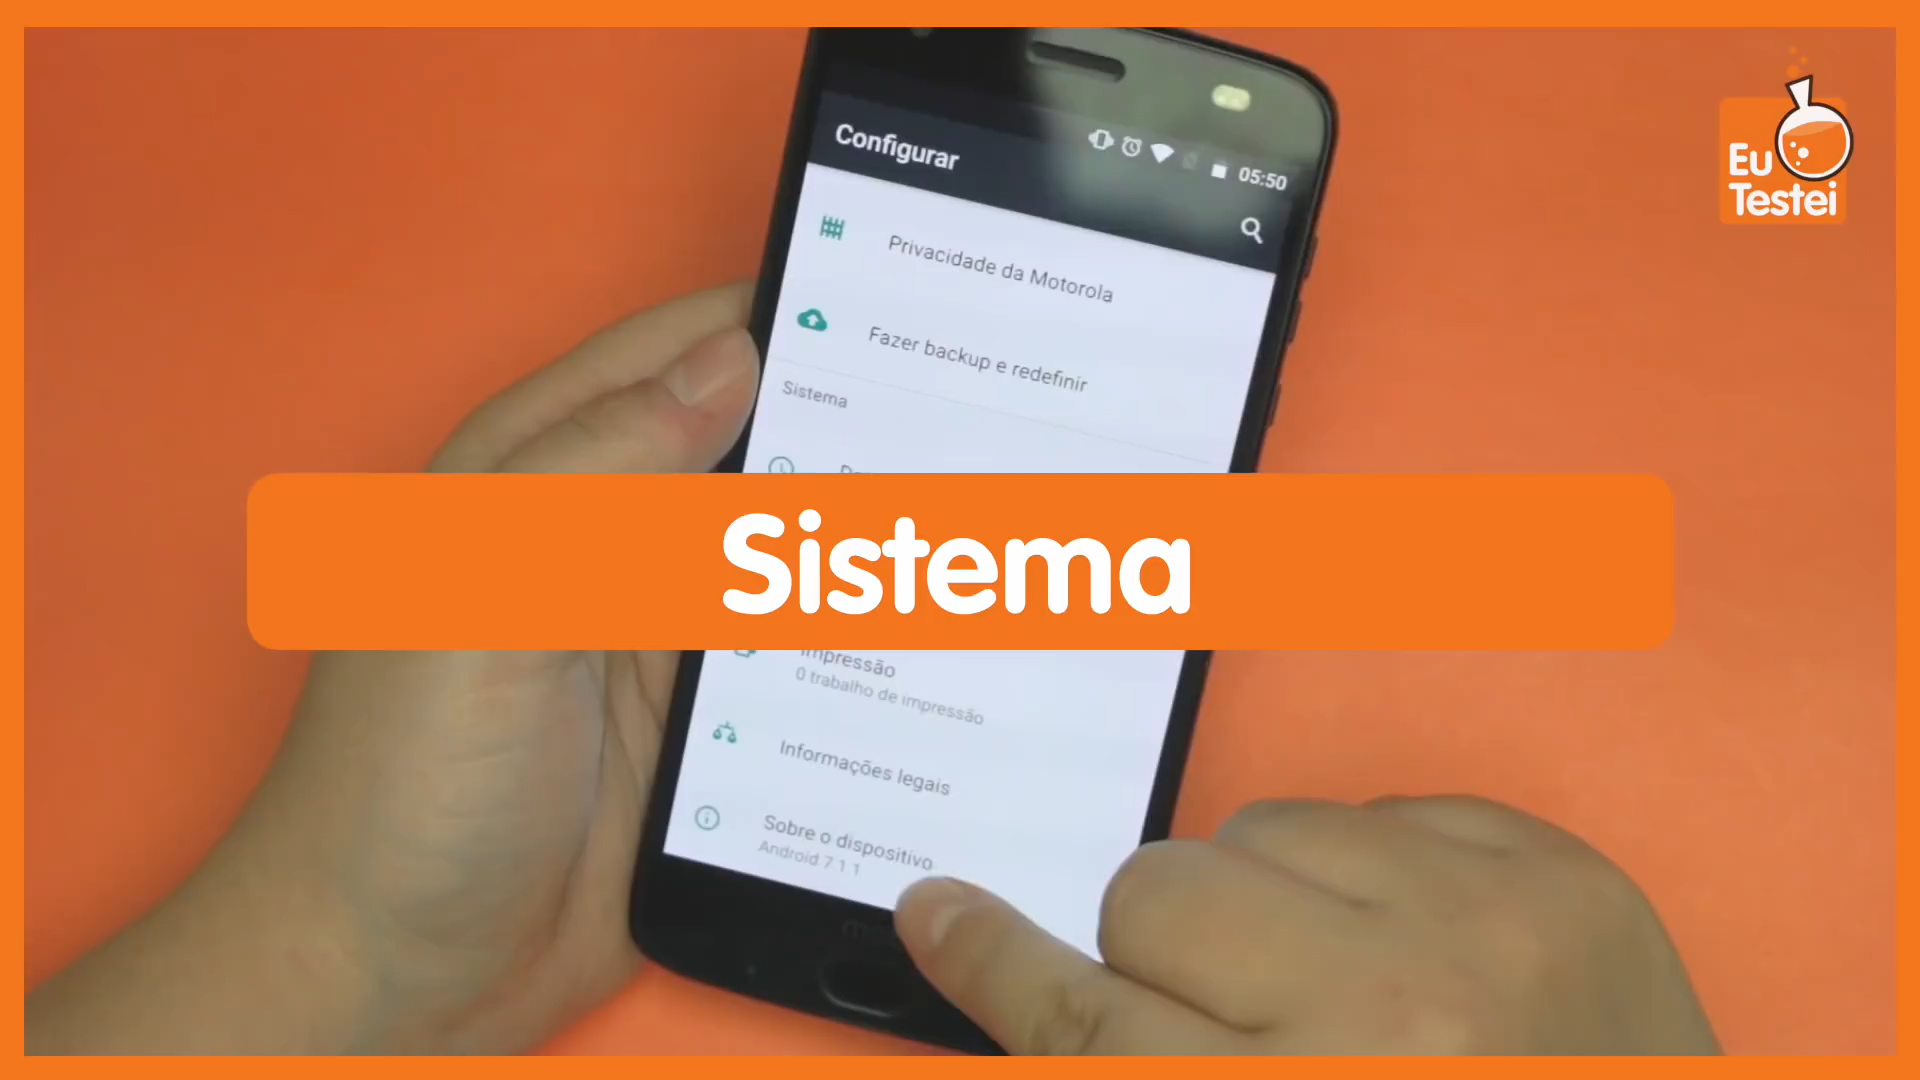 Configurar
05:50
Eu
Testei
Privacidade da Motorola
Fazer backup e redefinir
Sistema
Sistema
Impressão
0 trabalho de impressão
Informações legais
Sobre o dispositivo
Android 7.1.1